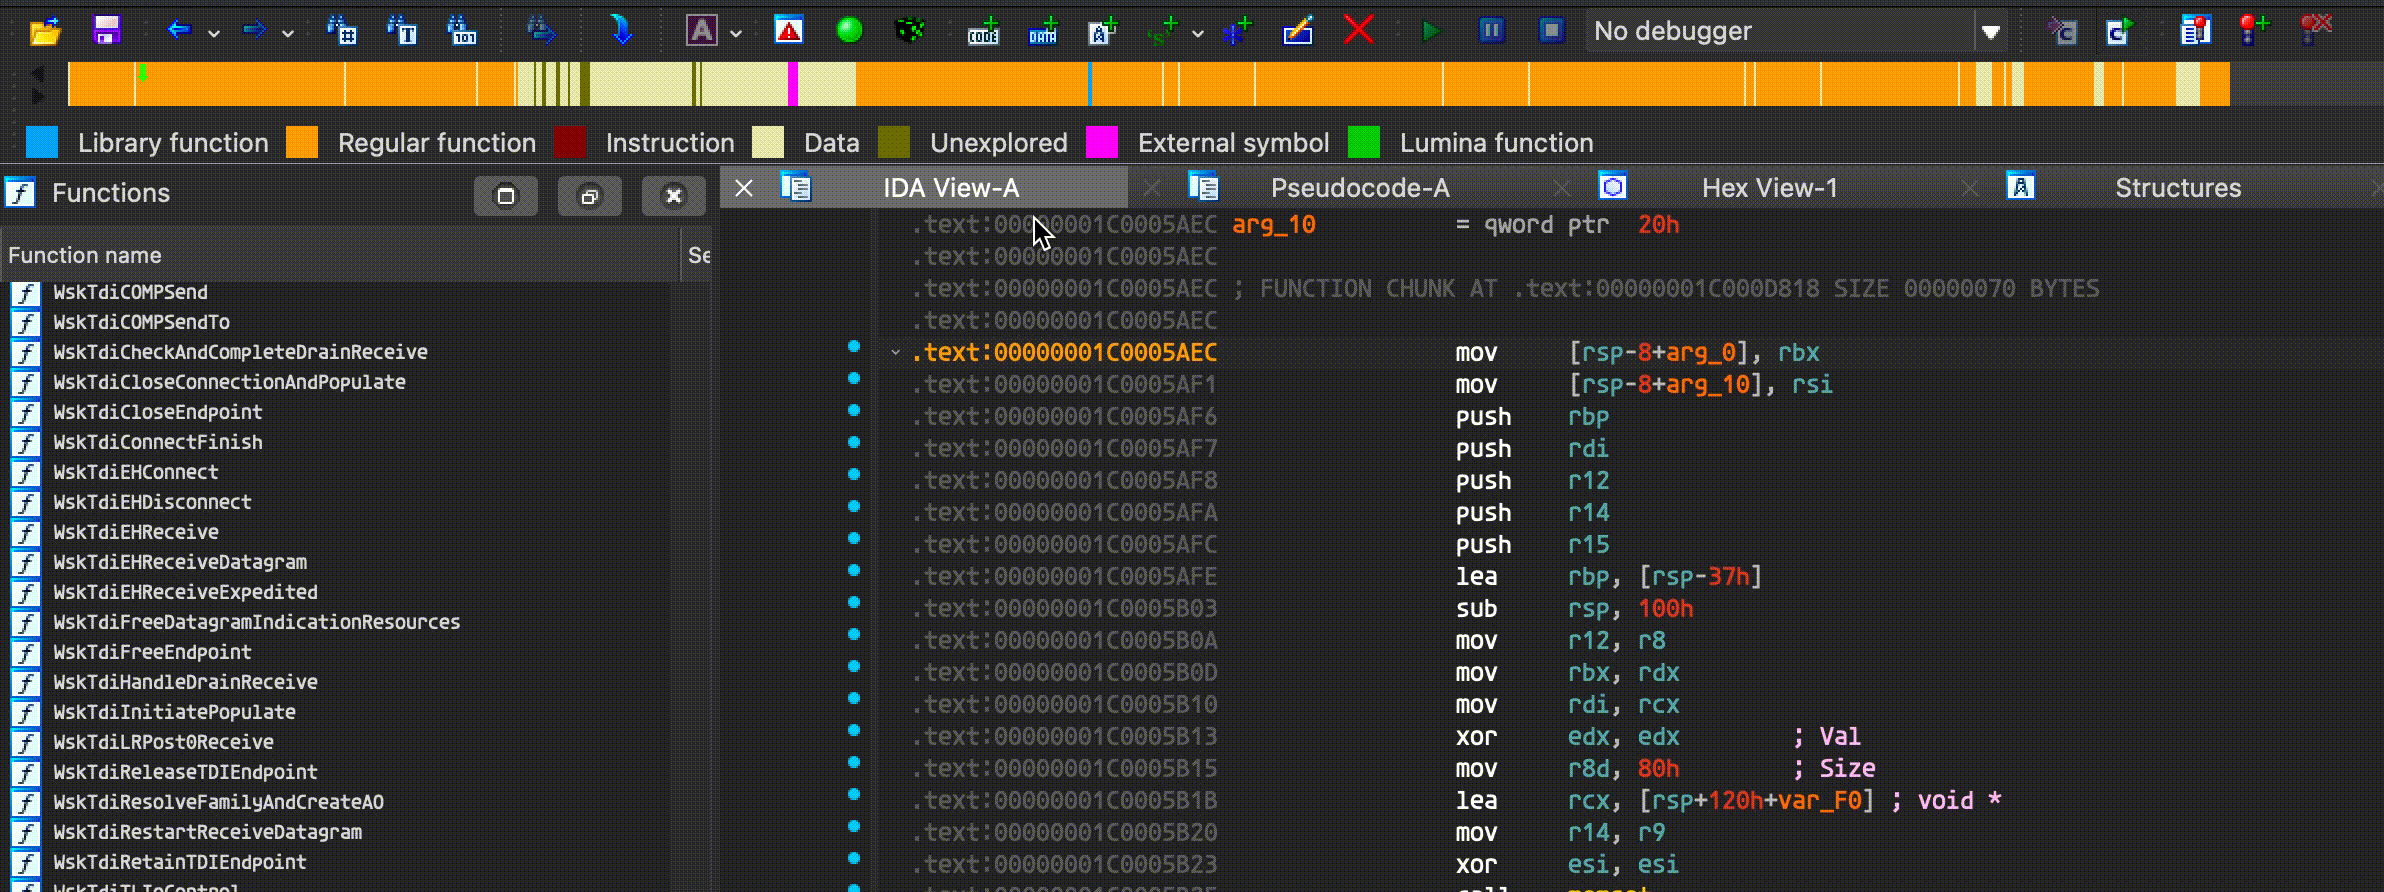 No debugger
Library function Regular function Instruction Data Unexplored External symbol Lumina function
Functions
Function name Se
WskTdiCOMPSend
WskTdiCOMPSendTo
WskTdiCheckAndCompleteDrainReceive
WskTdiCloseConnectionAndPopulate
WskTdiCloseEndpoint
WskTdiConnectFinish
WskTdiEHConnect
WskTdiEHDisconnect
WskTdiEHReceive
WskTdiEHReceiveDatagram
WskTdiEHReceiveExpedited
WskTdiFreeDatagramIndicationResources
WskTdiFreeEndpoint
WskTdiHandleDrainReceive
WskTdiInitiatePopulate
WskTdiLRPost0Receive
WskTdiReleaseTDIEndpoint
WskTdiResolveFamilyAndCreateAO
WskTdiRestartReceiveDatagram
WskTdiRetainTDIEndpoint
IDA View-A Pseudocode-A Hex View-1 Structures
.text:00000001C0005AEC arg_10 = qword ptr 20h
.text:00000001C0005AEC
.text:00000001C0005AEC ; FUNCTION CHUNK AT .text:00000001C000D818 SIZE 00000070 BYTES
.text:00000001C0005AEC
.text:00000001C0005AEC mov [rsp-8+arg_0], rbx
.text:00000001C0005AF1 mov [rsp-8+arg_10], rsi
.text:00000001C0005AF6 push rbp
.text:00000001C0005AF7 push rdi
.text:00000001C0005AF8 push r12
.text:00000001C0005AFA push r14
.text:00000001C0005AFC push r15
.text:00000001C0005AFE lea rbp, [rsp-37h]
.text:00000001C0005B03 sub rsp, 100h
.text:00000001C0005B0A mov r12, r8
.text:00000001C0005B0D mov rbx, rdx
.text:00000001C0005B10 mov rdi, rcx
.text:00000001C0005B13 xor edx, edx ; Val
.text:00000001C0005B15 mov r8d, 80h ; Size
.text:00000001C0005B1B lea rcx, [rsp+120h+var_F0] ; void *
.text:00000001C0005B20 mov r14, r9
.text:00000001C0005B23 xor esi, esi